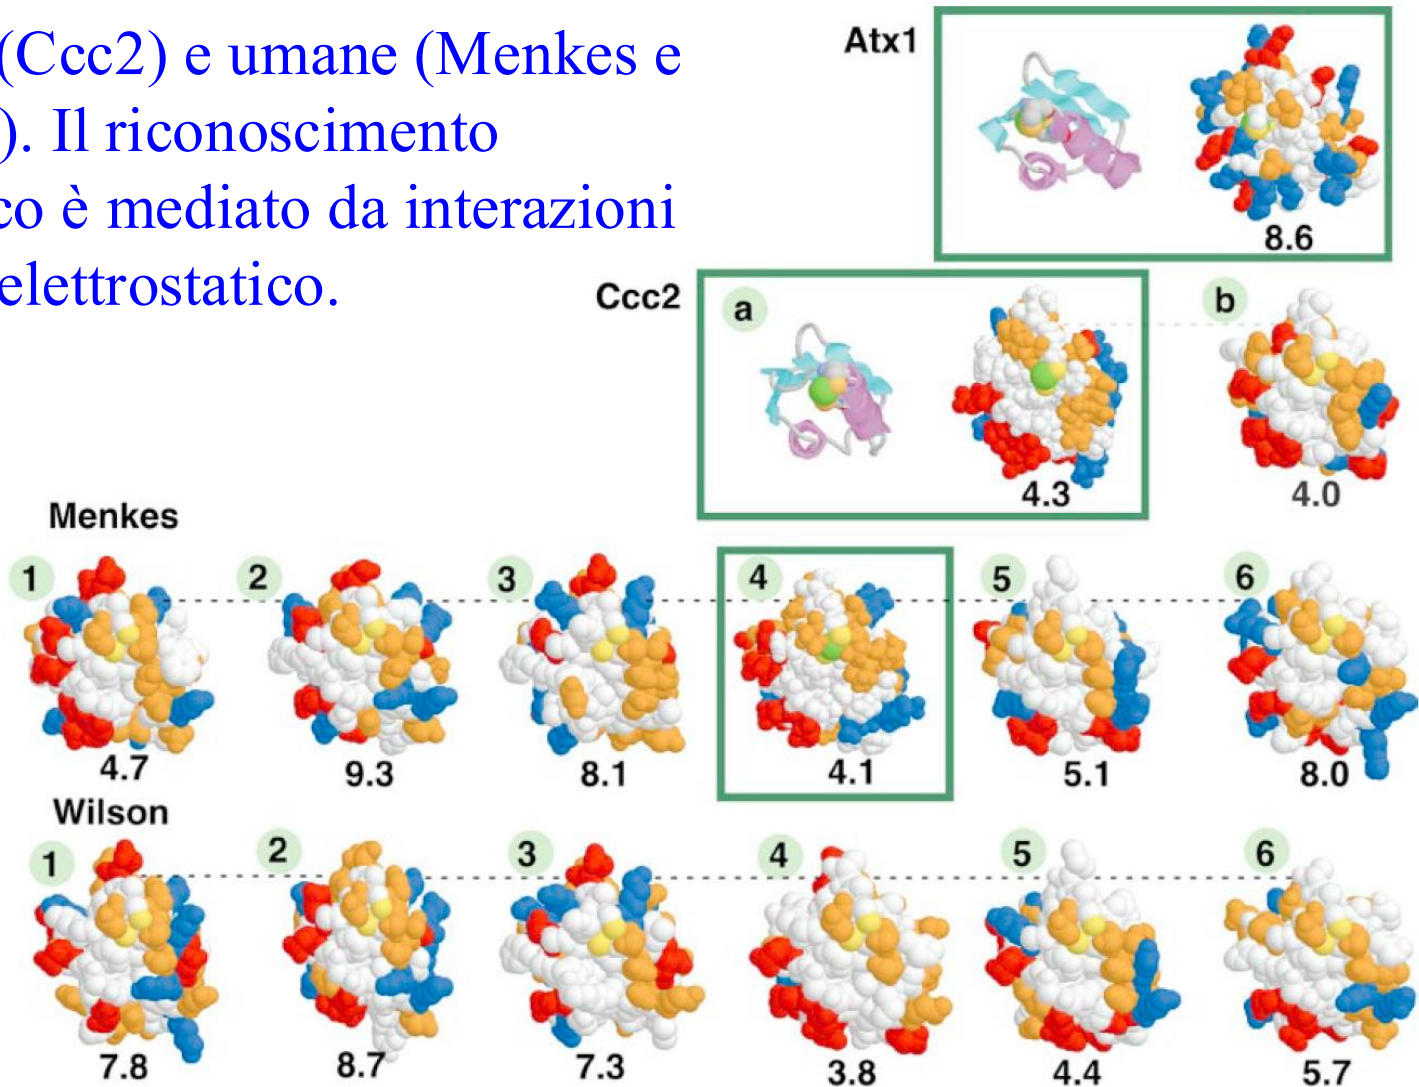 (Ccc2) e umane (Menkes e
). Il riconoscimento
co è mediato da interazioni
elettrostatico.
Atx1
8.6
Ccc2
a
b
4.3
4.0
Menkes
1 2 3 4 5 6
4.7 9.3 8.1 4.1 5.1 8.0
Wilson
1 2 3 4 5 6
7.8 8.7 7.3 3.8 4.4 5.7